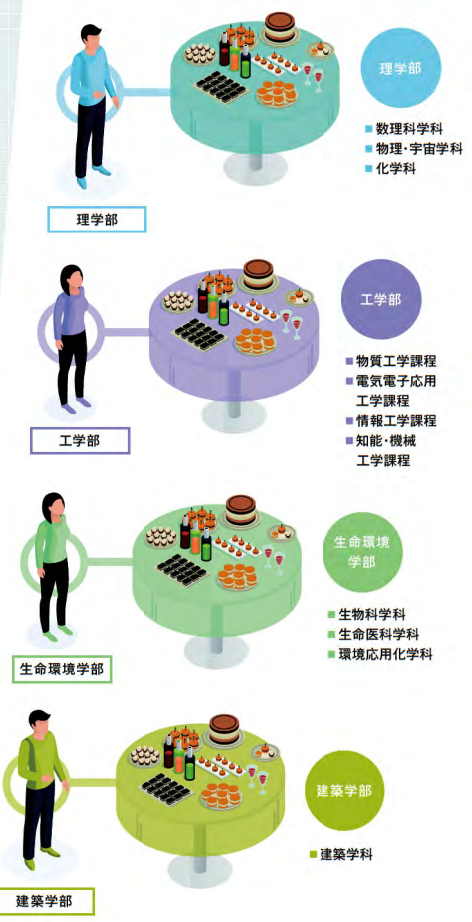 理学部
■ 数理科学科
■ 物理・宇宙学科
■ 化学科
理学部
工学部
■ 物質工学課程
■ 電気電子応用
工学課程
■ 情報工学課程
■ 知能・機械
工学課程
工学部
生命環境
学部
■ 生物科学科
■ 生命医科学科
■ 環境応用化学科
生命環境学部
建築学部
■ 建築学科
建築学部